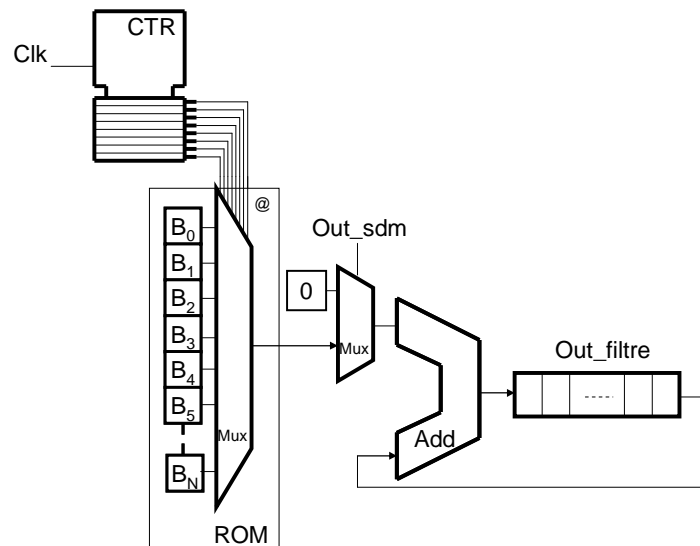 CTR
Clk
@
B0
Out_sdm
B1
0
B2
B3
Mux
Out_filtre
B4
B5
Mux
Add
BN
ROM